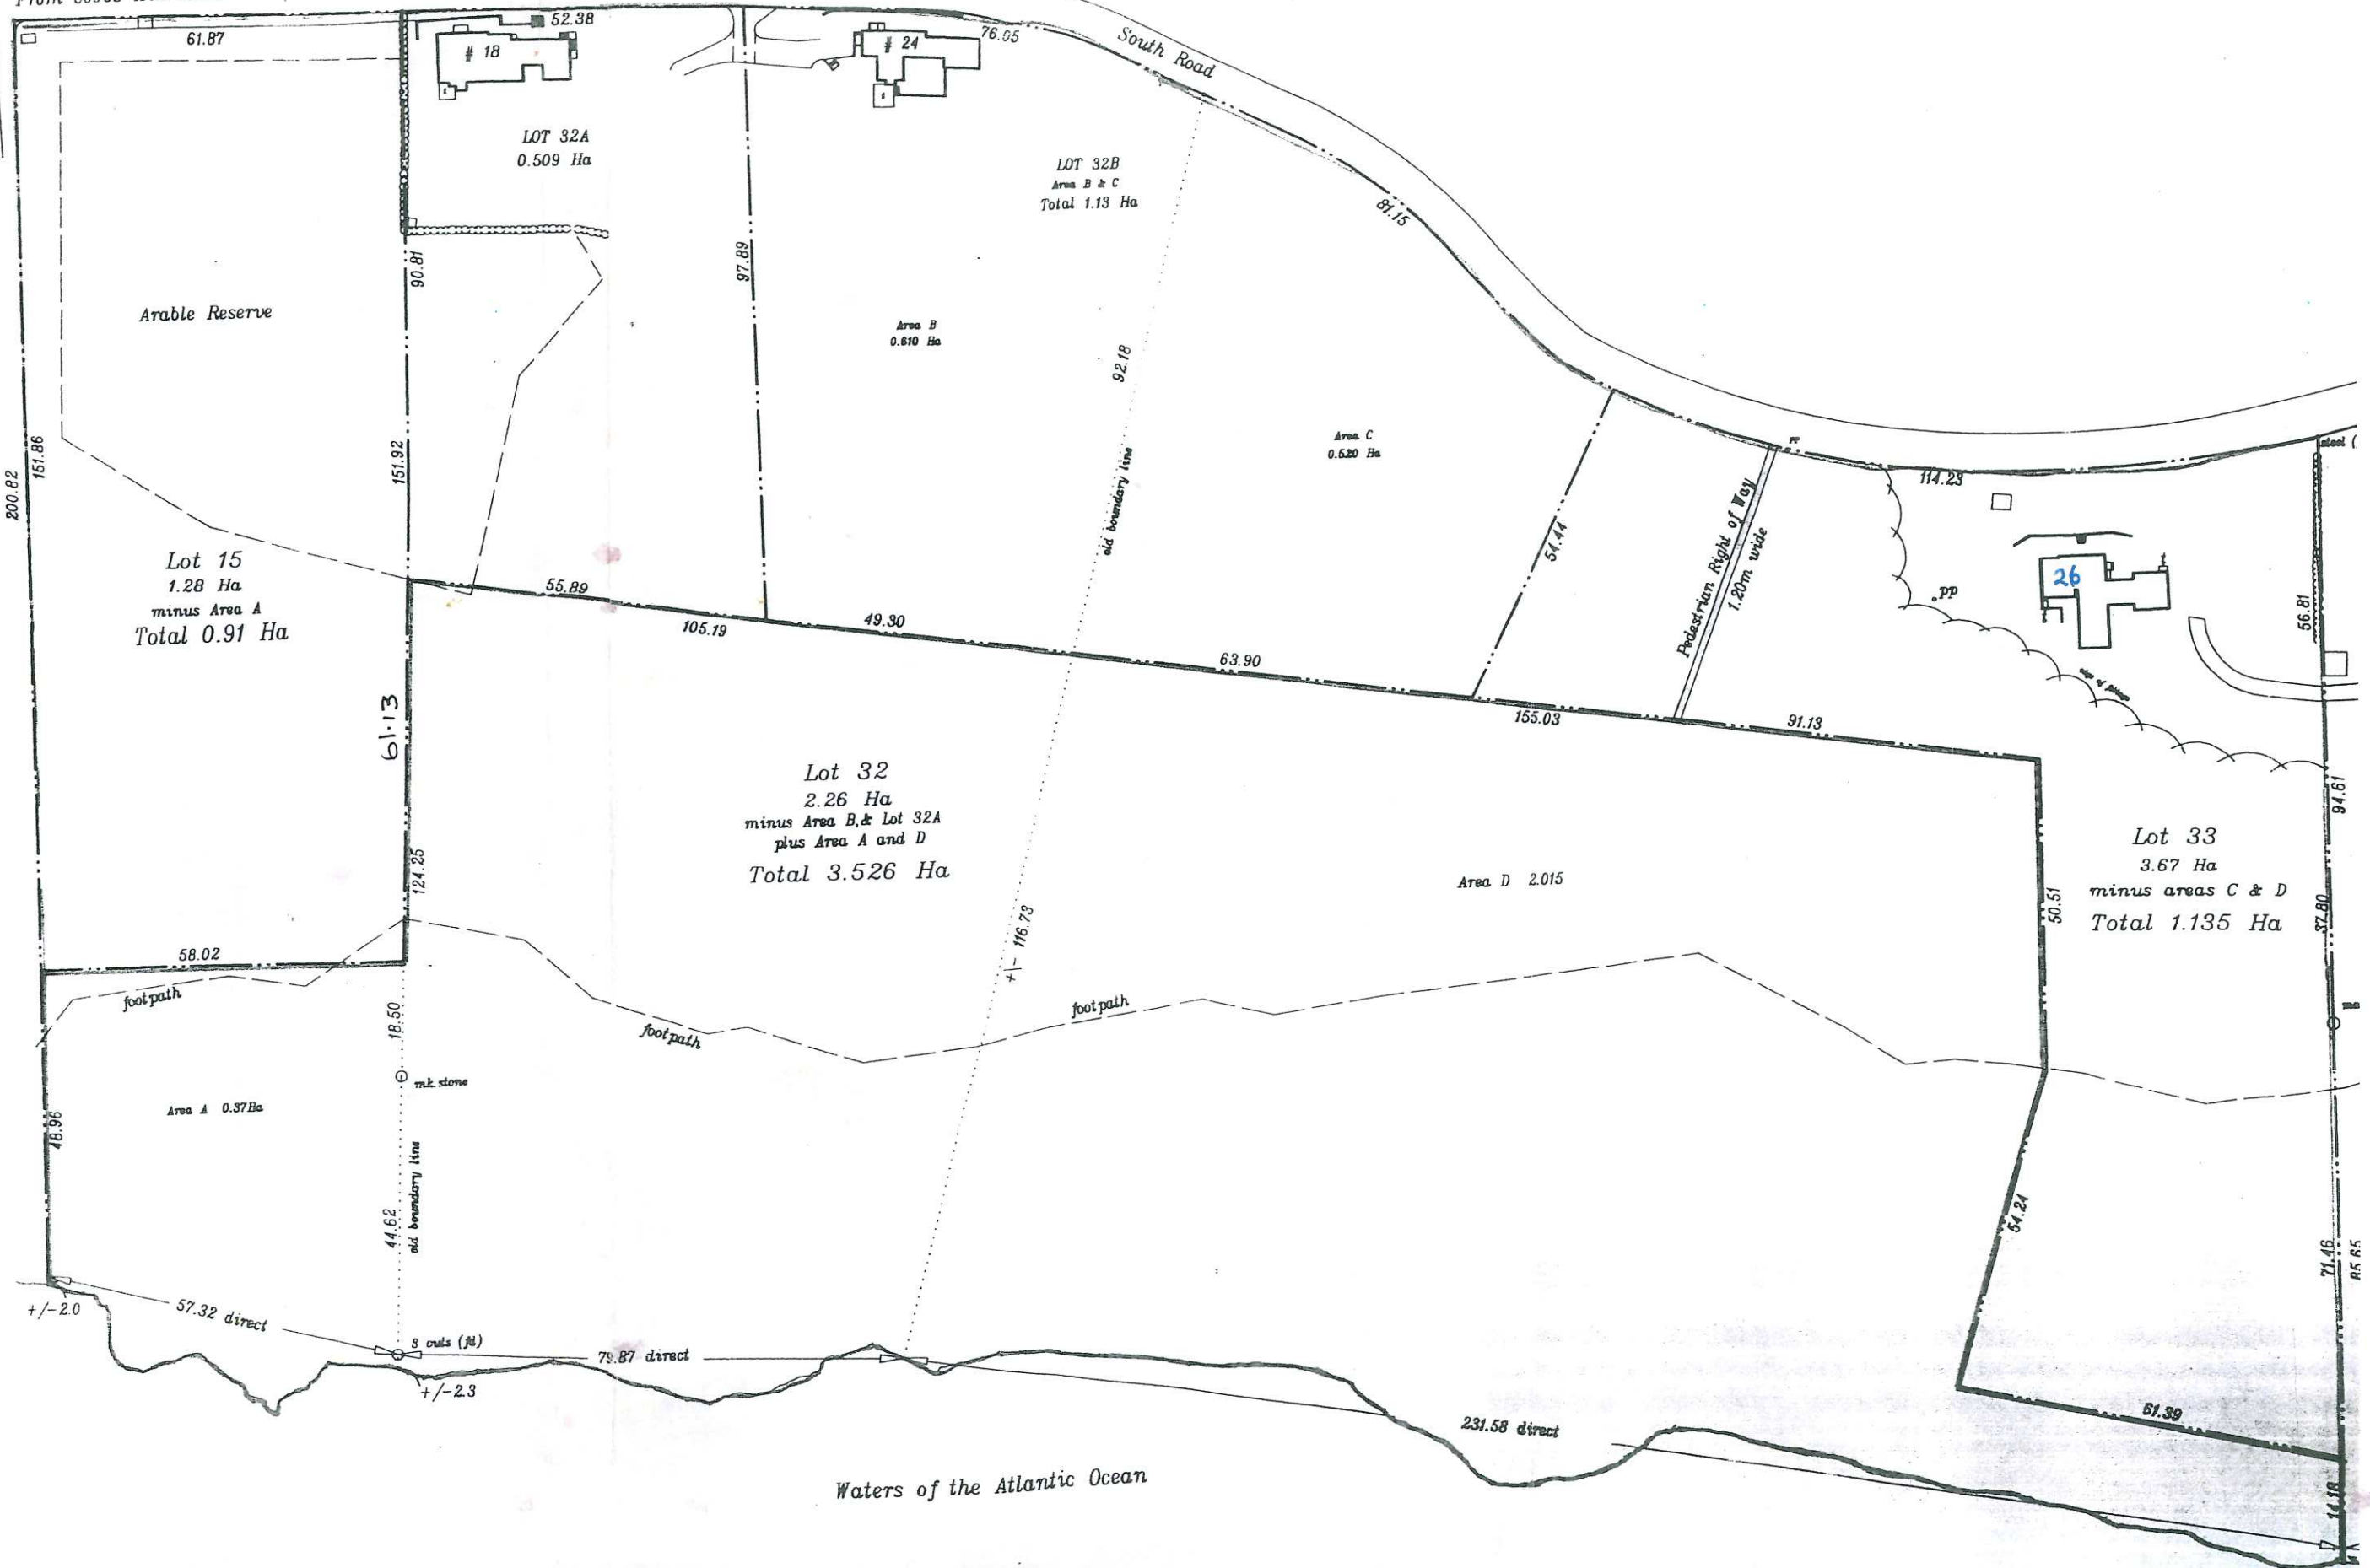 61.87
52.38
# 18
# 24
76.05
South Road
LOT 32A
0.509 Ha
LOT 32B
Area B & C
Total 1.13 Ha
81.15
90.81
97.89
Arable Reserve
Area B
0.610 Ha
92.18
old boundary line
Area C
0.520 Ha
200.82
151.86
151.92
PP
steel (
114.23
54.44
Pedestrian Right of Way
1.20m wide
26
.pp
56.81
Lot 15
1.28 Ha
minus Area A
Total 0.91 Ha
55.89
105.19
49.30
63.90
155.03
91.13
61.13
Lot 32
2.26 Ha
minus Area B,& Lot 32A
plus Area A and D
Total 3.526 Ha
94.61
Lot 33
3.67 Ha
minus areas C & D
Total 1.135 Ha
Area D 2.015
124.25
50.51
37.80
58.02
+/- 116.73
footpath
18.50
footpath
footpath
mk. stone
Area A 0.37Ha
48.96
44.62
old boundary line
54.24
71.46
85.65
+/-2.0
57.32 direct
3 cuts (fd)
79.87 direct
+/-2.3
231.58 direct
61.39
14.18
Waters of the Atlantic Ocean